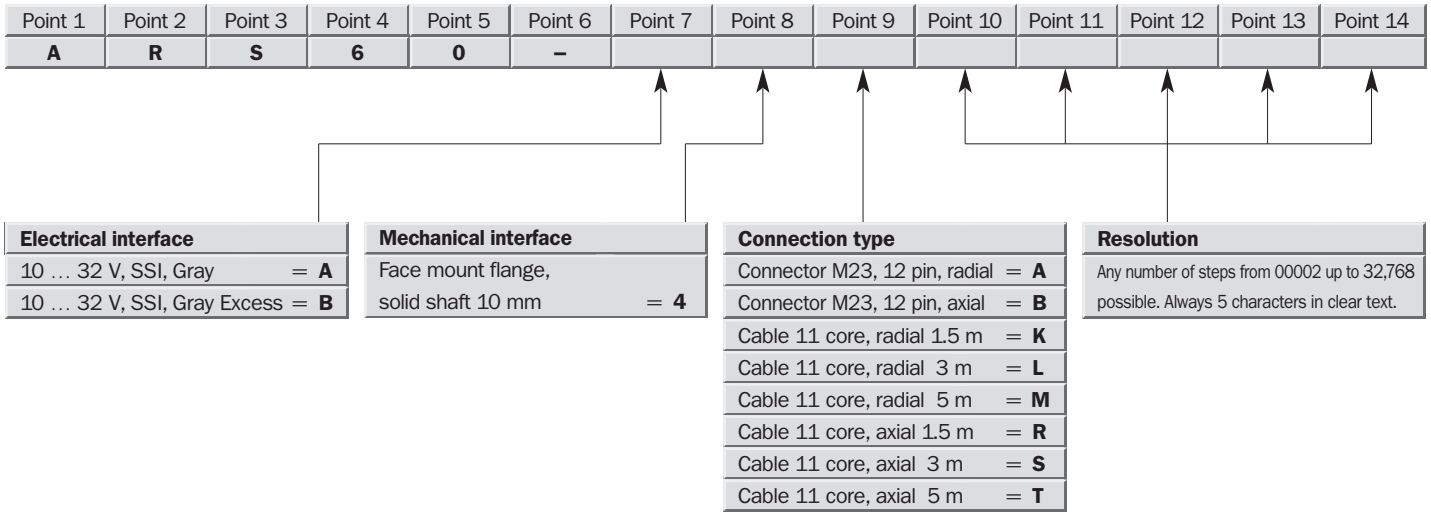 Point 1 Point 2 Point 3 Point 4 Point 5 Point 6 Point 7 Point 8 Point 9 Point 10 Point 11 Point 12 Point 13 Point 14
A R S 6 0 –
Electrical interface
10 … 32 V, SSI, Gray = A
10 … 32 V, SSI, Gray Excess = B
Mechanical interface
Face mount flange,
solid shaft 10 mm = 4
Connection type
Connector M23, 12 pin, radial = A
Connector M23, 12 pin, axial = B
Cable 11 core, radial 1.5 m = K
Cable 11 core, radial 3 m = L
Cable 11 core, radial 5 m = M
Cable 11 core, axial 1.5 m = R
Cable 11 core, axial 3 m = S
Cable 11 core, axial 5 m = T
Resolution
Any number of steps from 00002 up to 32,768
possible. Always 5 characters in clear text.